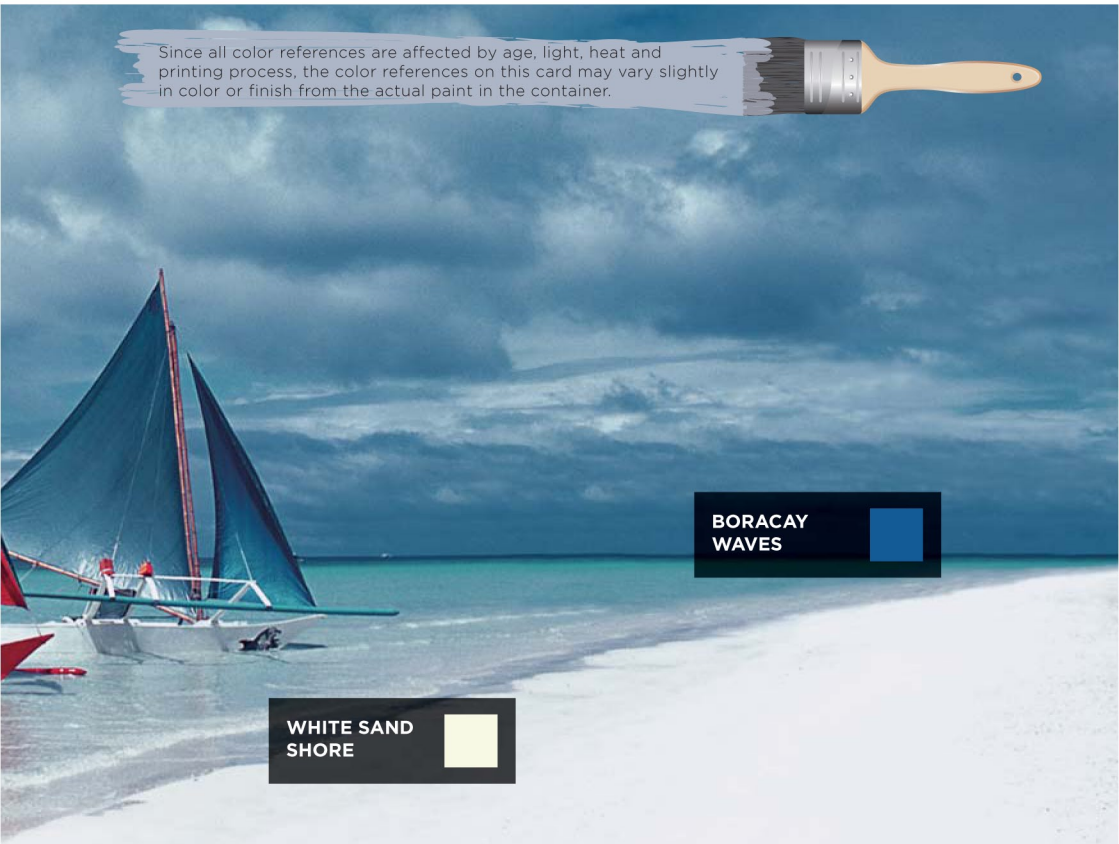 Since all color references are affected by age, light, heat and
printing process, the color references on this card may vary slightly
in color or finish from the actual paint in the container.
BORACAY
WAVES
WHITE SAND
SHORE